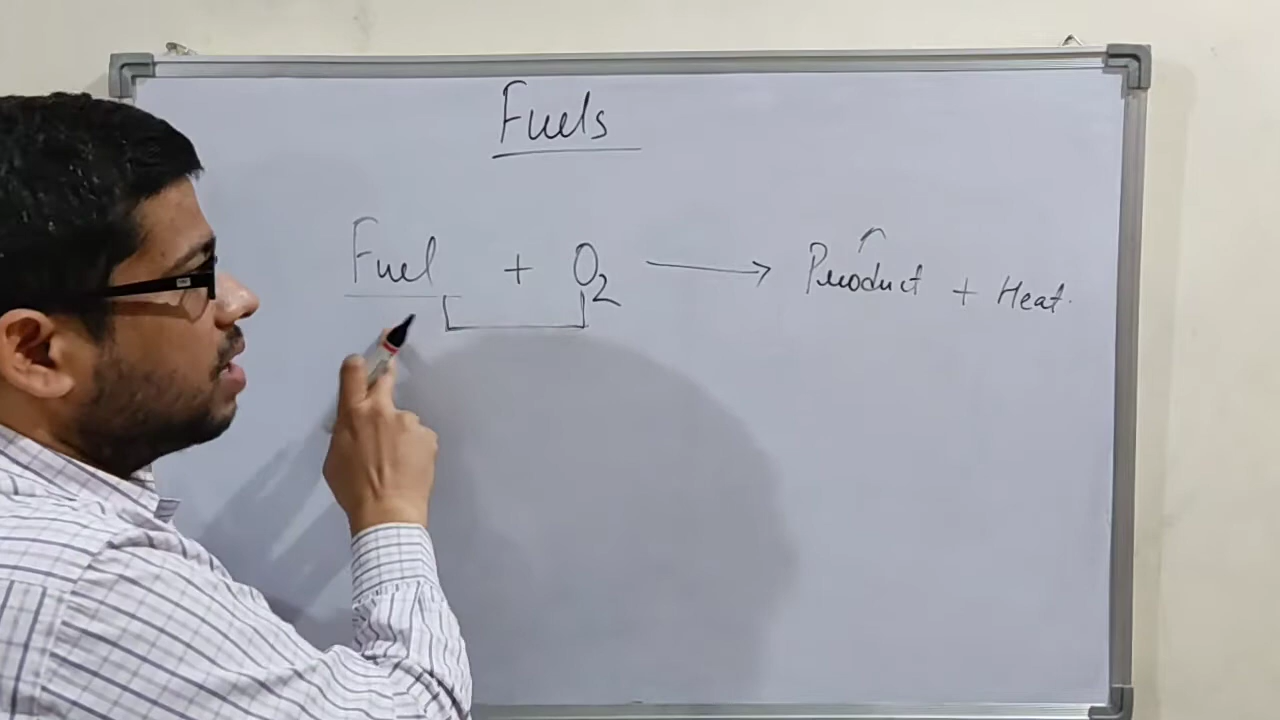 Fuels
Fuel + O₂ → Product + Heat.